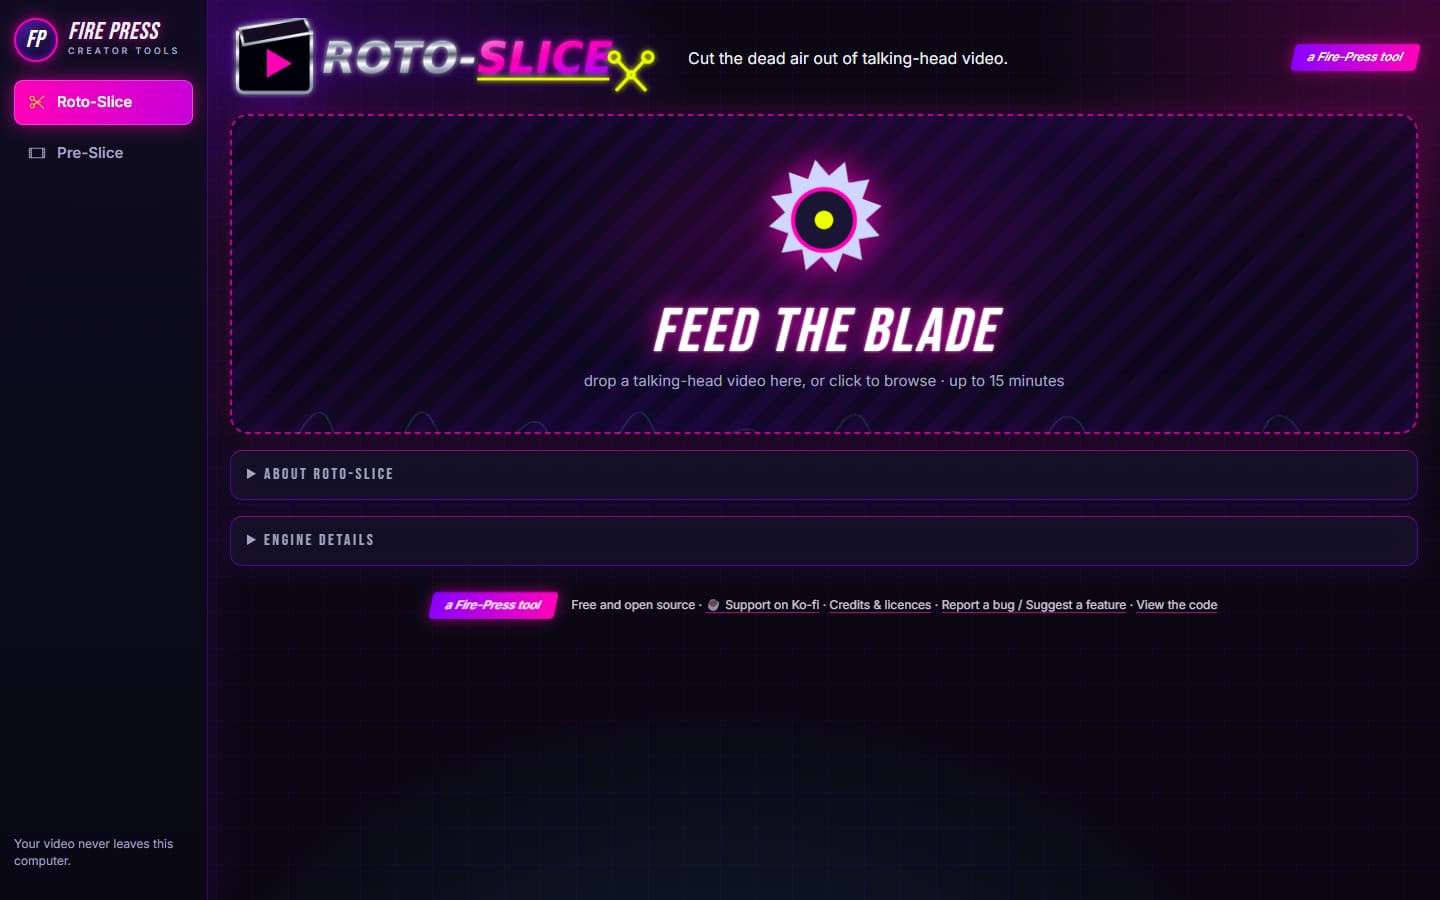 FP
FIRE PRESS
CREATOR TOOLS
Roto-Slice
Pre-Slice
Your video never leaves this
computer.
ROTO-SLICE
Cut the dead air out of talking-head video.
a Fire-Press tool
FEED THE BLADE
drop a talking-head video here, or click to browse · up to 15 minutes
ABOUT ROTO-SLICE
ENGINE DETAILS
a Fire-Press tool Free and open source · Support on Ko-fi · Credits & licences · Report a bug / Suggest a feature · View the code